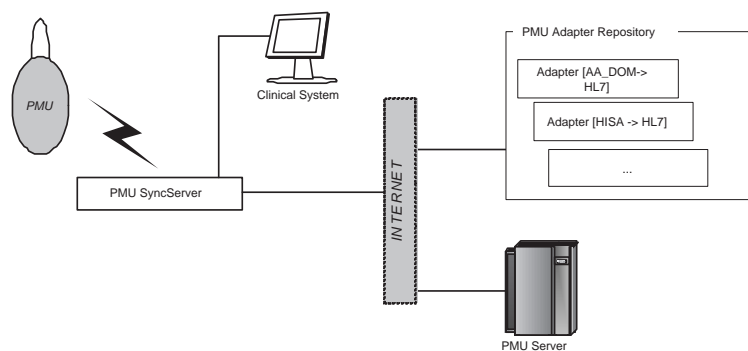 PMU
Clinical System
PMU SyncServer
INTERNET
PMU Adapter Repository
Adapter [AA_DOM->
HL7]
Adapter [HISA -> HL7]
...
PMU Server